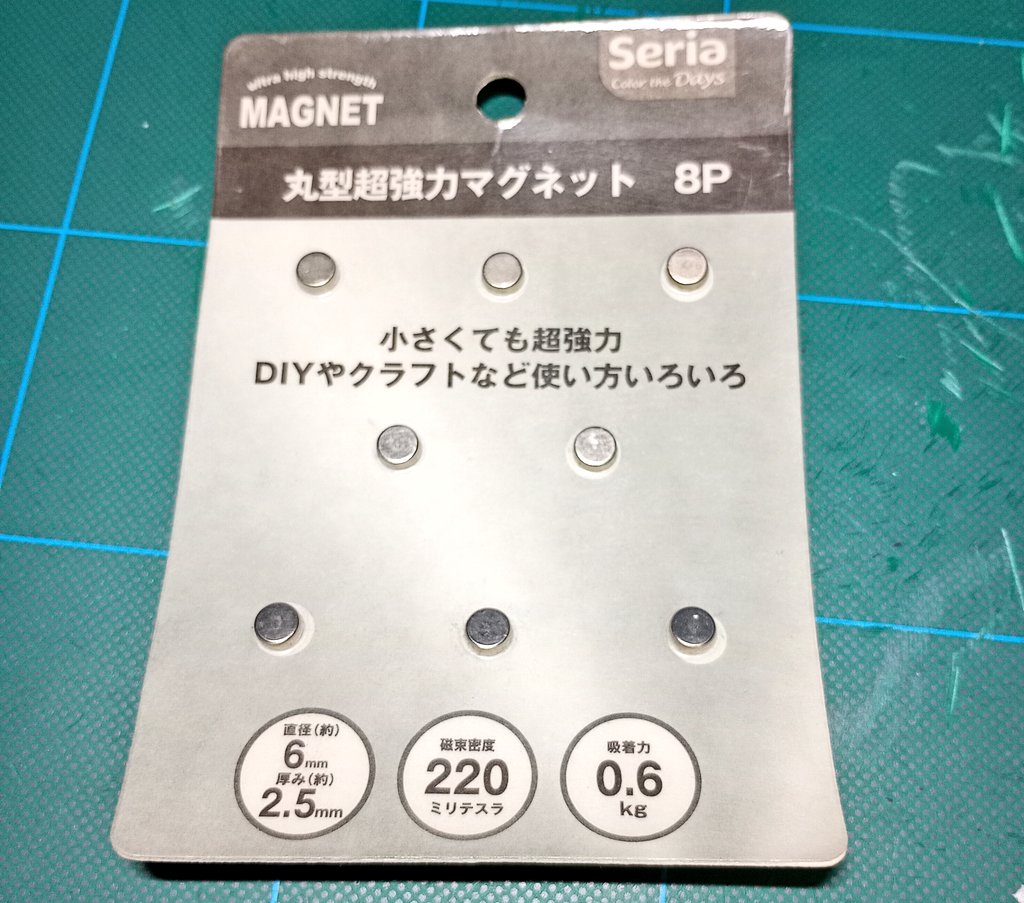 Seria
Color the Days
ultra high strength
MAGNET
丸型超強力マグネット 8P
小さくても超強力
DIYやクラフトなど使い方いろいろ
直径(約)
6mm
厚み(約)
2.5mm
磁束密度
220
ミリテスラ
吸着力
0.6
kg